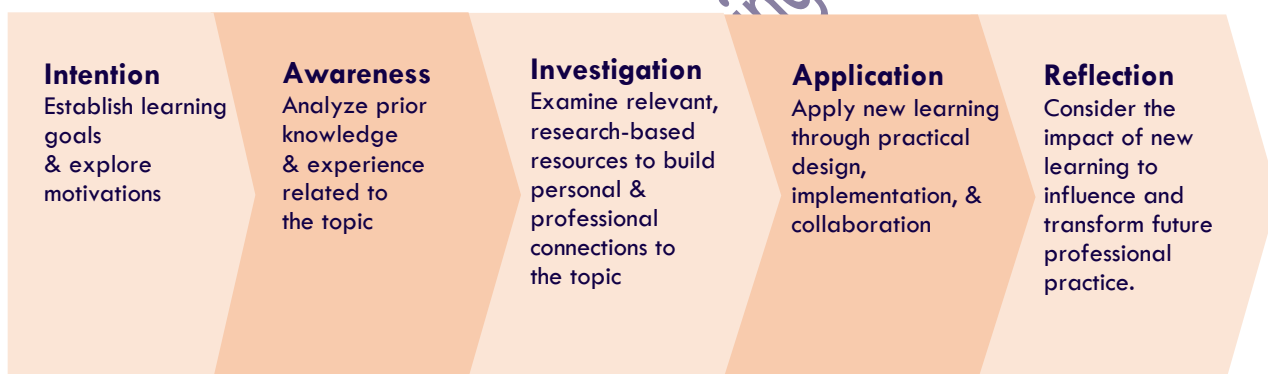 Intention
Establish learning
goals
& explore
motivations
Awareness
Analyze prior
knowledge
& experience
related to
the topic
Investigation
Examine relevant,
research-based
resources to build
personal &
professional
connections to
the topic
Application
Apply new learning
through practical
design,
implementation, &
collaboration
Reflection
Consider the
impact of new
learning to
influence and
transform future
professional
practice.